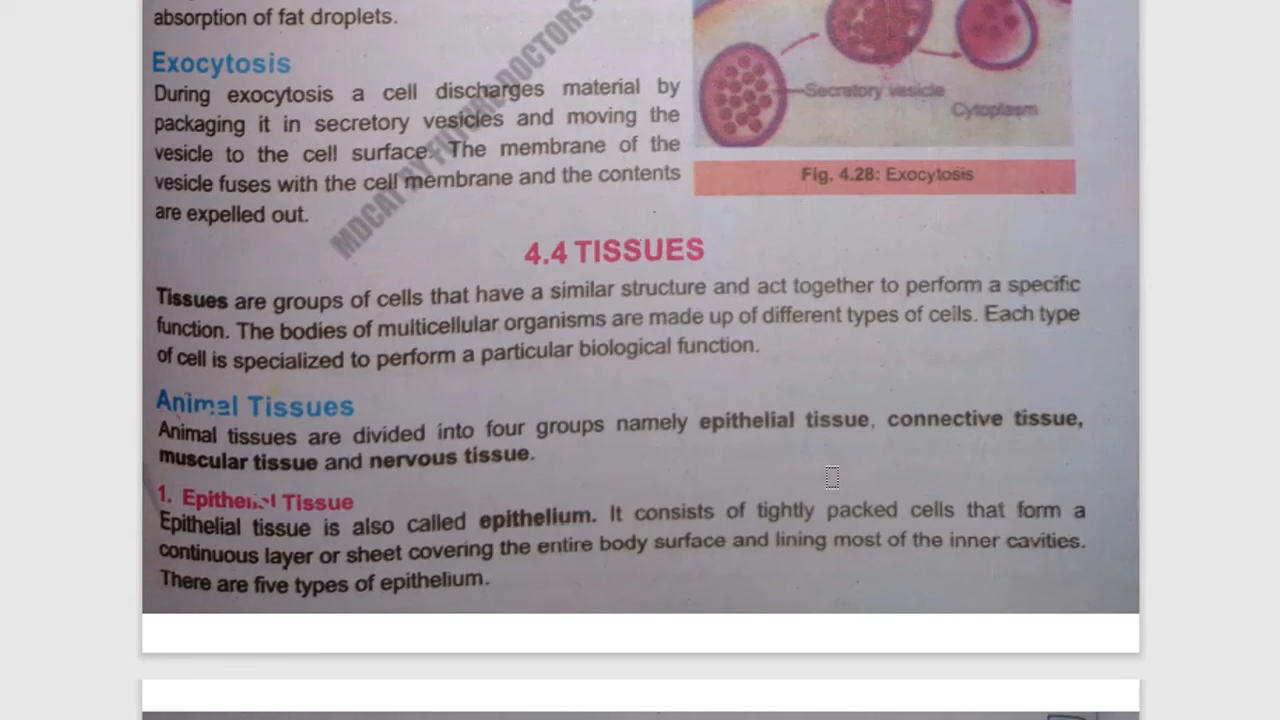 absorption of fat droplets.
Exocytosis
During exocytosis a cell discharges material by
packaging it in secretory vesicles and moving the
vesicle to the cell surface. The membrane of the
vesicle fuses with the cell membrane and the contents
are expelled out.
Secretory vesicle
Cytoplasm
Fig. 4.28: Exocytosis
MDCAT BY FUTURE DOCTORS
4.4 TISSUES
Tissues are groups of cells that have a similar structure and act together to perform a specific
function. The bodies of multicellular organisms are made up of different types of cells. Each type
of cell is specialized to perform a particular biological function.
Animal Tissues
Animal tissues are divided into four groups namely epithelial tissue, connective tissue,
muscular tissue and nervous tissue.
1. Epithelial Tissue
Epithelial tissue is also called epithelium. It consists of tightly packed cells that form a
continuous layer or sheet covering the entire body surface and lining most of the inner cavities.
There are five types of epithelium.